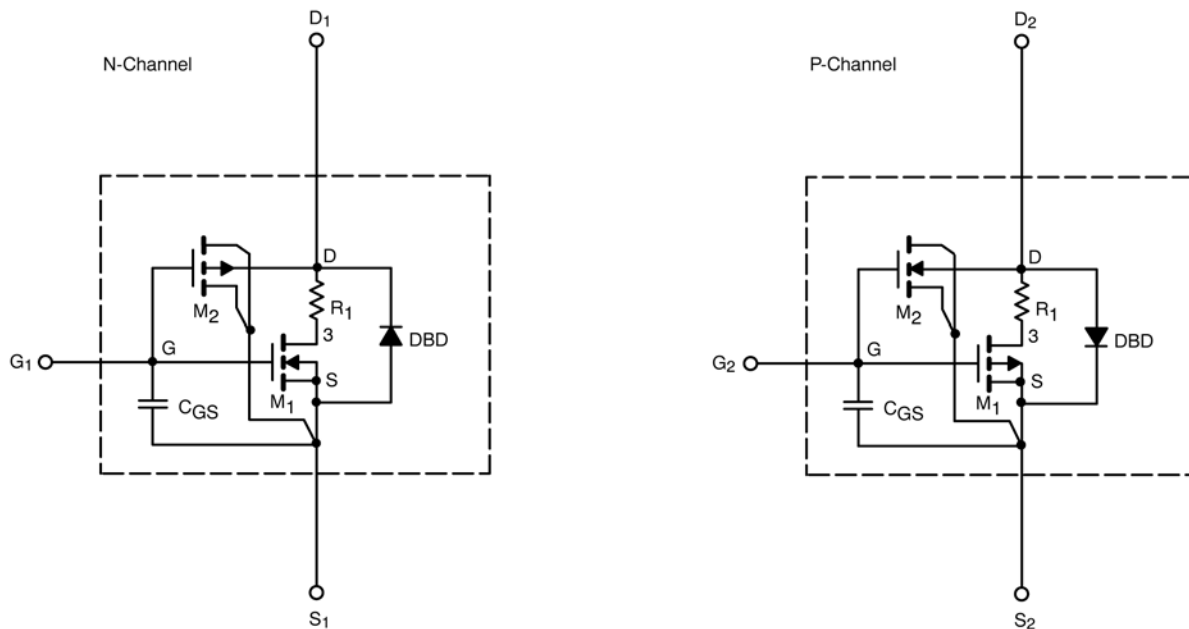 D1
N-Channel
D
M2
R1
3
DBD
G1
G
S
M1
CGS
S1
D2
P-Channel
D
M2
R1
3
DBD
G2
G
S
M1
CGS
S2